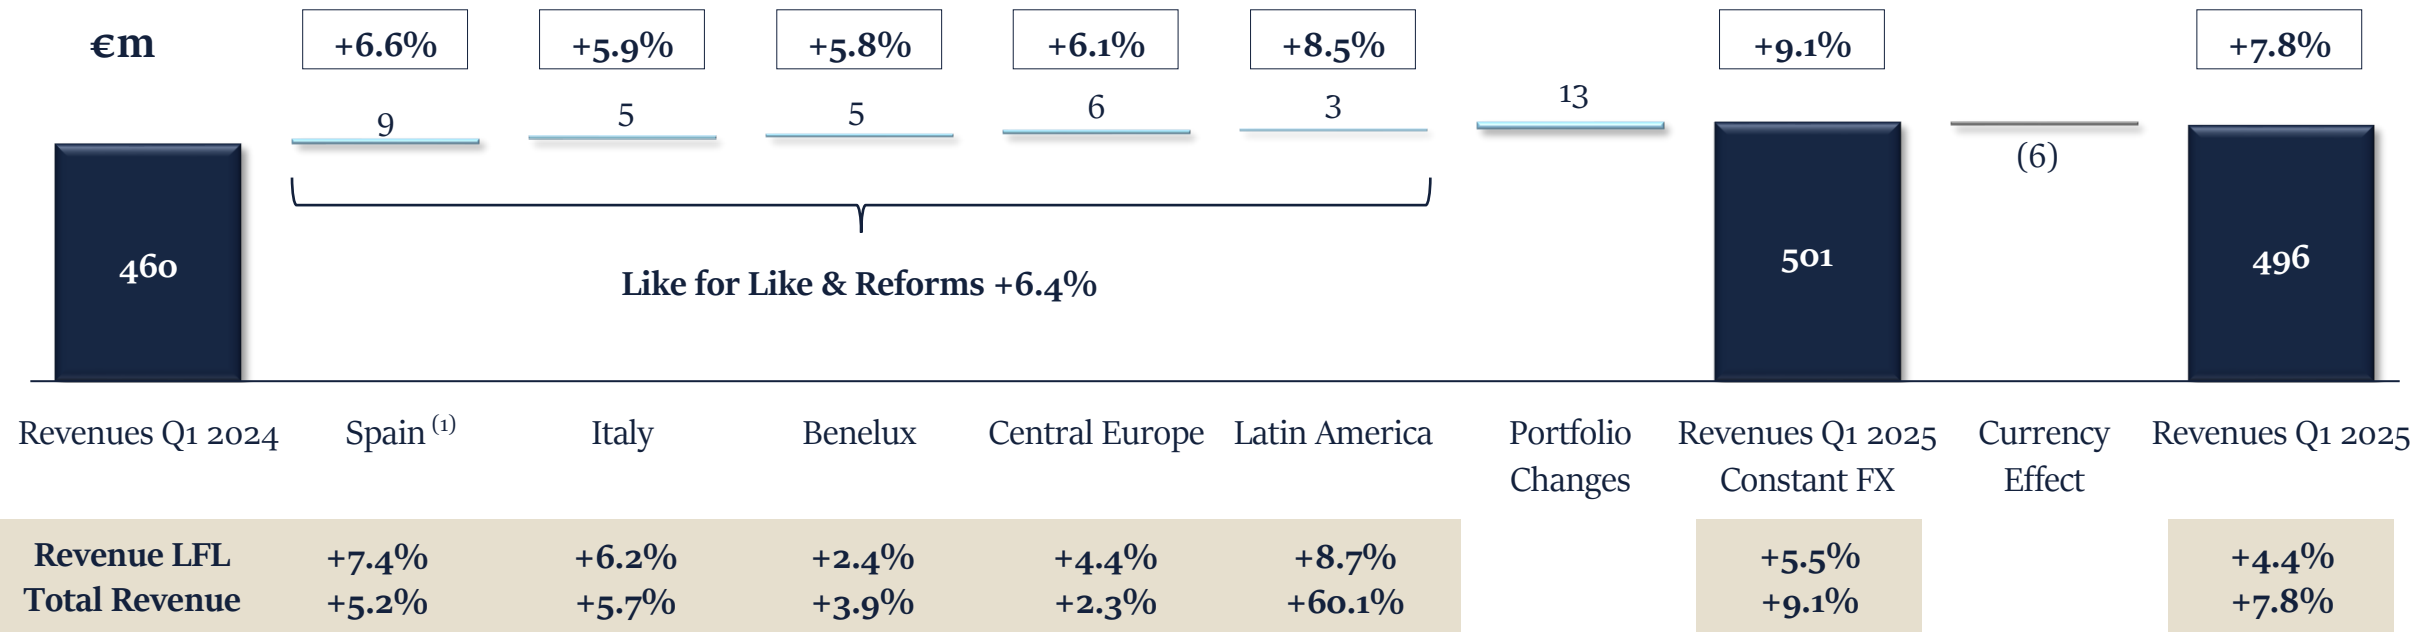 €m +6.6% +5.9% +5.8% +6.1% +8.5% +9.1% +7.8%
9 5 5 6 3 13 (6)
460 501 496
Like for Like & Reforms +6.4%
Revenues Q1 2024 Spain (1) Italy Benelux Central Europe Latin America Portfolio Revenues Q1 2025 Currency Revenues Q1 2025
Changes Constant FX Effect
Revenue LFL +7.4% +6.2% +2.4% +4.4% +8.7% +5.5% +4.4%
Total Revenue +5.2% +5.7% +3.9% +2.3% +60.1% +9.1% +7.8%